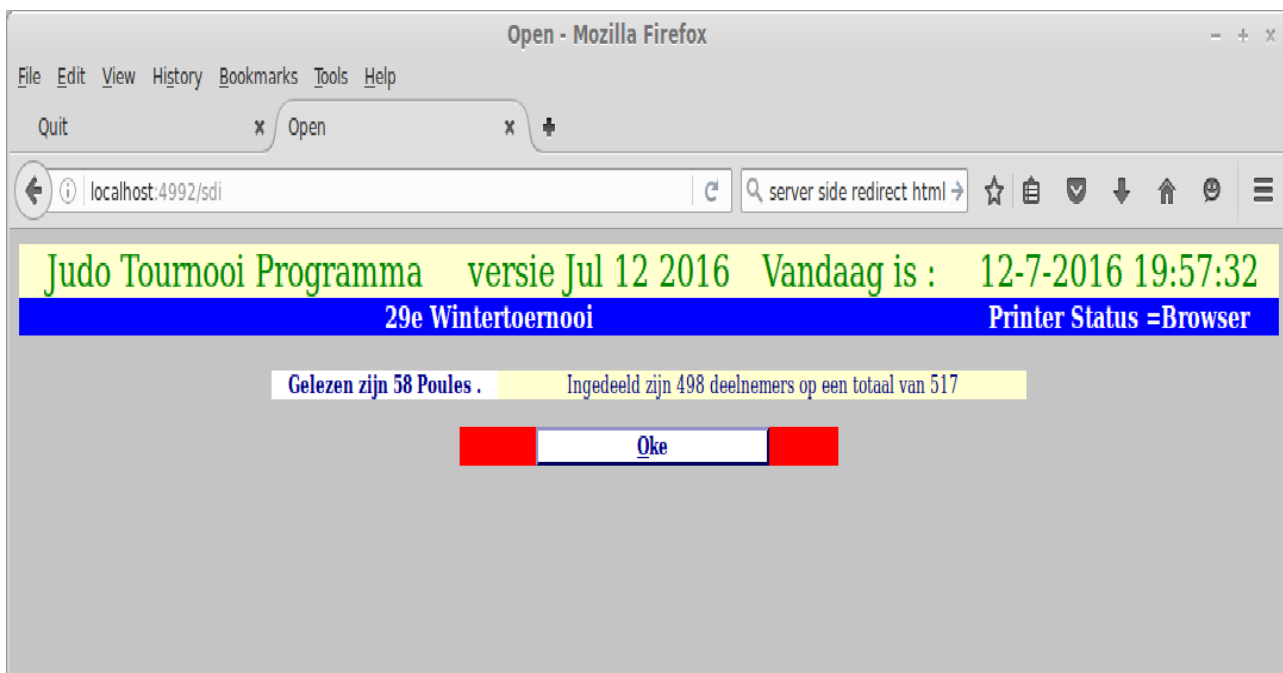 Open - Mozilla Firefox
File Edit View History Bookmarks Tools Help
Quit Open
localhost:4992/sdi server side redirect html
Judo Tournooi Programma versie Jul 12 2016 Vandaag is : 12-7-2016 19:57:32
29e Wintertoernooi Printer Status =Browser
Gelezen zijn 58 Poules . Ingedeeld zijn 498 deelnemers op een totaal van 517
Oke